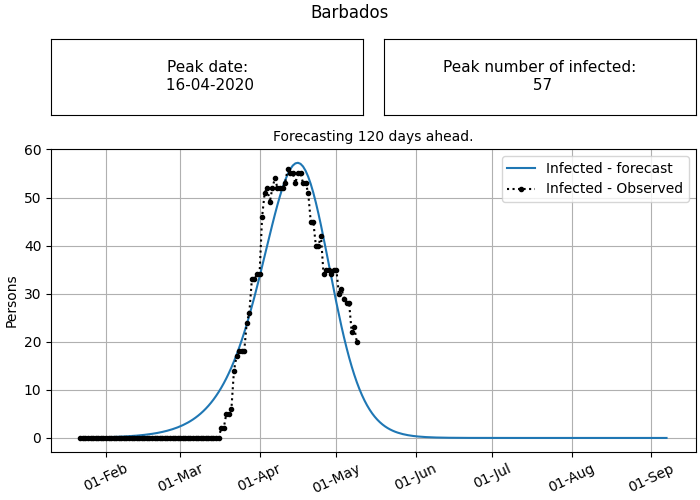 Barbados
Peak date:
16-04-2020
Peak number of infected:
57
Forecasting 120 days ahead.
Infected - forecast
Infected - Observed
Persons
60
50
40
30
20
10
0
01-Feb
01-Mar
01-Apr
01-May
01-Jun
01-Jul
01-Aug
01-Sep